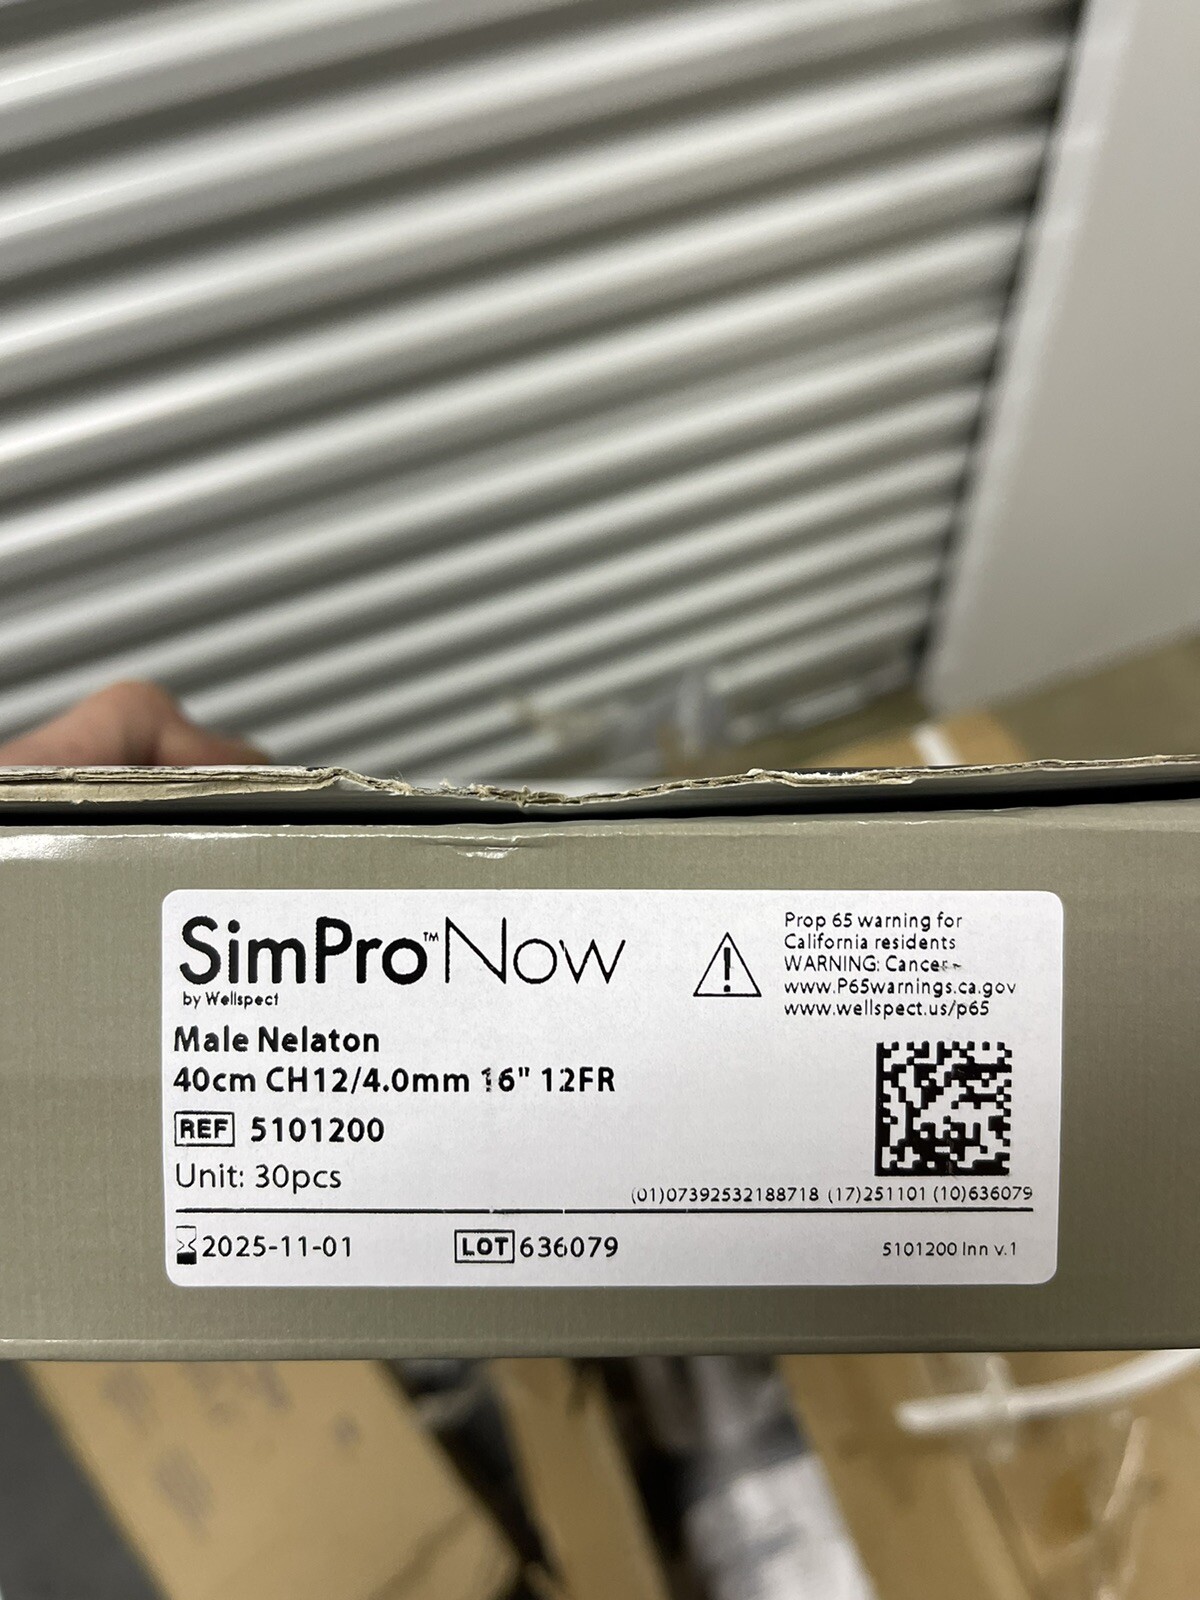 SimPro™ Now
by Wellspect
Male Nelaton
40cm CH12/4.0mm 16" 12FR
REF 5101200
Unit: 30pcs
Prop 65 warning for
California residents
WARNING: Cancer -
www.P65warnings.ca.gov
www.wellspect.us/p65
(01)07392532188718 (17)251101 (10)636079
2025-11-01
LOT 636079
5101200 Inn v.1